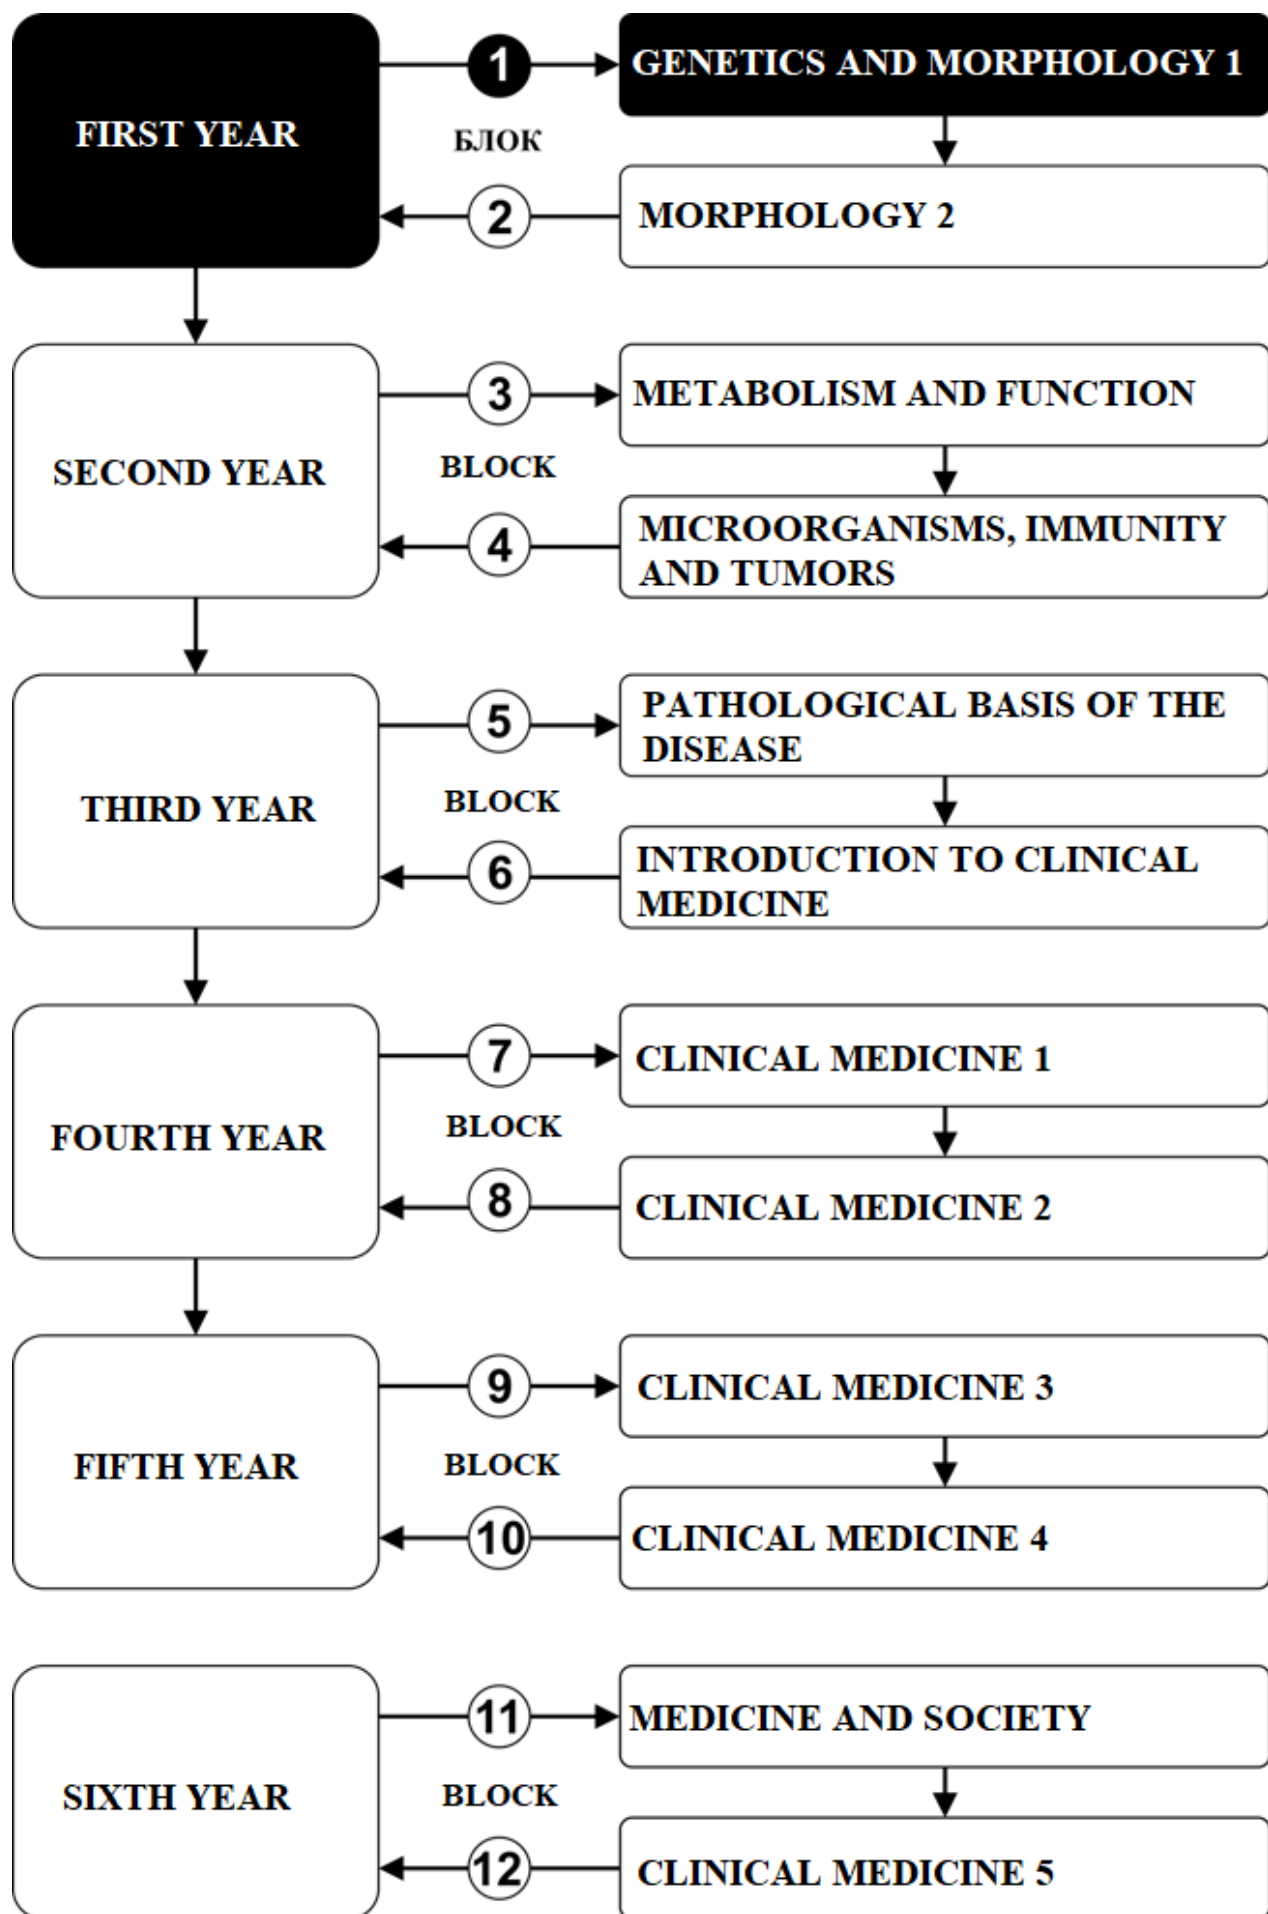 FIRST YEAR
1
GENETICS AND MORPHOLOGY 1
БЛОК
2
MORPHOLOGY 2
SECOND YEAR
3
METABOLISM AND FUNCTION
BLOCK
4
MICROORGANISMS, IMMUNITY
AND TUMORS
THIRD YEAR
5
PATHOLOGICAL BASIS OF THE
DISEASE
BLOCK
6
INTRODUCTION TO CLINICAL
MEDICINE
FOURTH YEAR
7
CLINICAL MEDICINE 1
BLOCK
8
CLINICAL MEDICINE 2
FIFTH YEAR
9
CLINICAL MEDICINE 3
BLOCK
10
CLINICAL MEDICINE 4
SIXTH YEAR
11
MEDICINE AND SOCIETY
BLOCK
12
CLINICAL MEDICINE 5